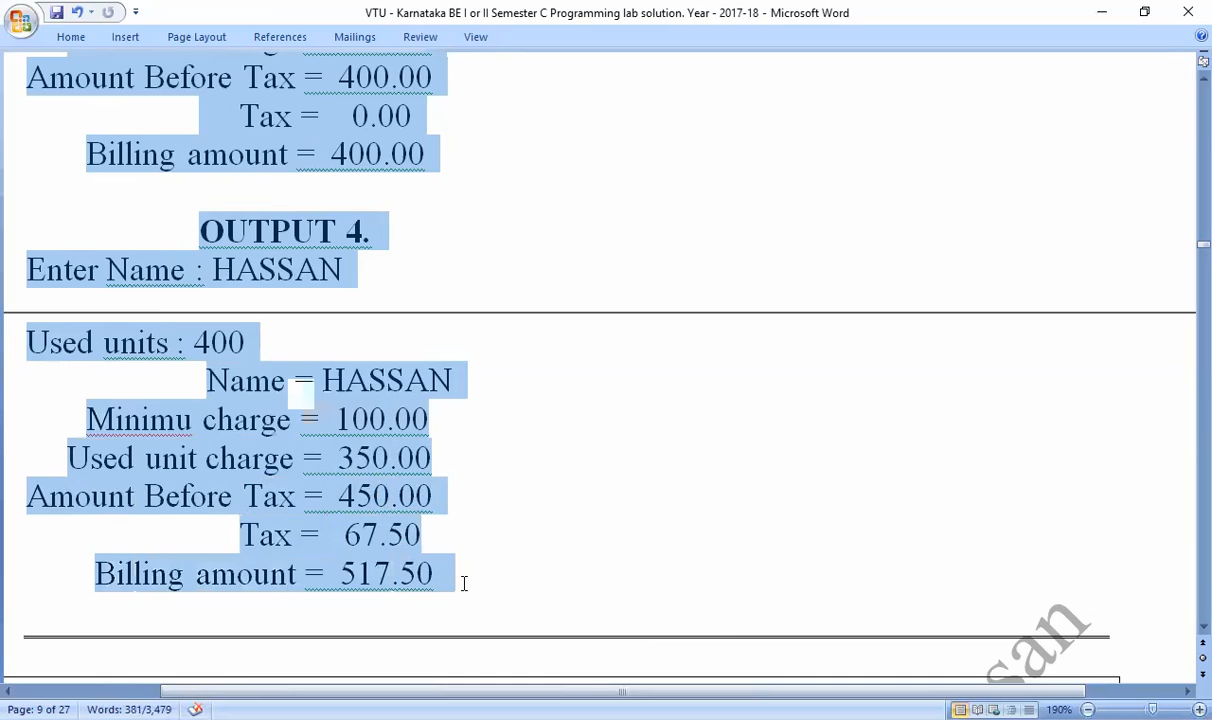 VTU - Karnataka BE I or II Semester C Programming lab solution. Year - 2017-18 - Microsoft Word
Home Insert Page Layout References Mailings Review View
Amount Before Tax = 400.00
Tax = 0.00
Billing amount = 400.00
OUTPUT 4.
Enter Name : HASSAN
Used units : 400
Name = HASSAN
Minimu charge = 100.00
Used unit charge = 350.00
Amount Before Tax = 450.00
Tax = 67.50
Billing amount = 517.50
san
Page: 9 of 27 Words: 381/3,479 190%